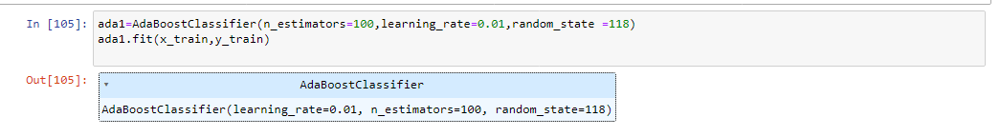 In [105]: ada1=AdaBoostClassifier(n_estimators=100,learning_rate=0.01,random_state =118)
ada1.fit(x_train,y_train)
Out[105]:
AdaBoostClassifier
AdaBoostClassifier(learning_rate=0.01, n_estimators=100, random_state=118)